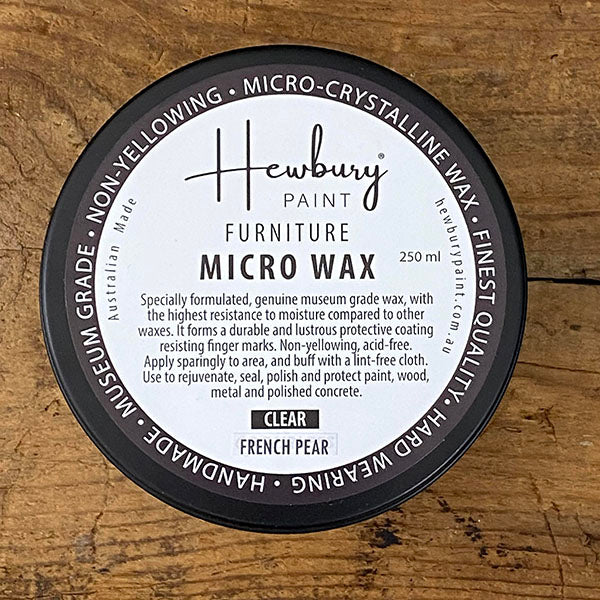 MUSEUM GRADE • NON-YELLOWING • MICRO-CRYSTALLINE WAX • FINEST QUALITY • HARD WEARING • HANDMADE •
Australian Made
hewburypaint.com.au
Hewbury®
PAINT
FURNITURE
MICRO WAX
250 ml
Specially formulated, genuine museum grade wax, with
the highest resistance to moisture compared to other
waxes. It forms a durable and lustrous protective coating
resisting finger marks. Non-yellowing, acid-free.
Apply sparingly to area, and buff with a lint-free cloth.
Use to rejuvenate, seal, polish and protect paint, wood,
metal and polished concrete.
CLEAR
FRENCH PEAR